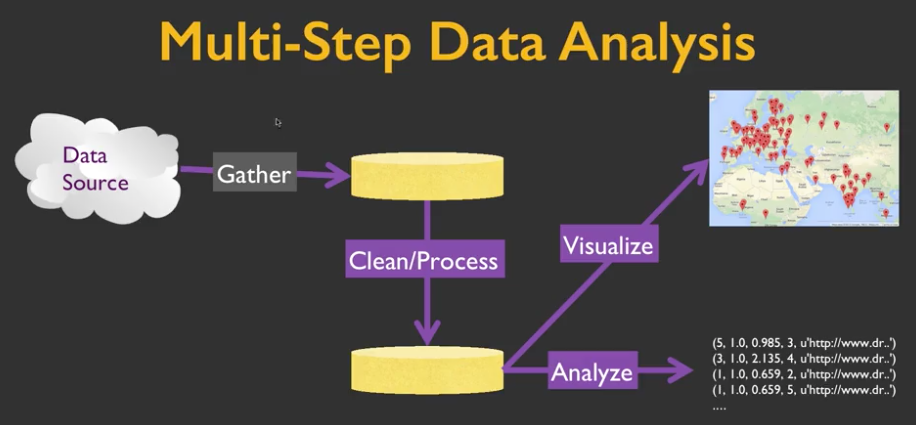 Multi-Step Data Analysis
Data
Source
Gather
Clean/Process
Visualize
Analyze
(5, 1.0, 0.985, 3, u'http://www.dr..')
(3, 1.0, 2.135, 4, u'http://www.dr..')
(1, 1.0, 0.659, 2, u'http://www.dr..')
(1, 1.0, 0.659, 5, u'http://www.dr..')
....